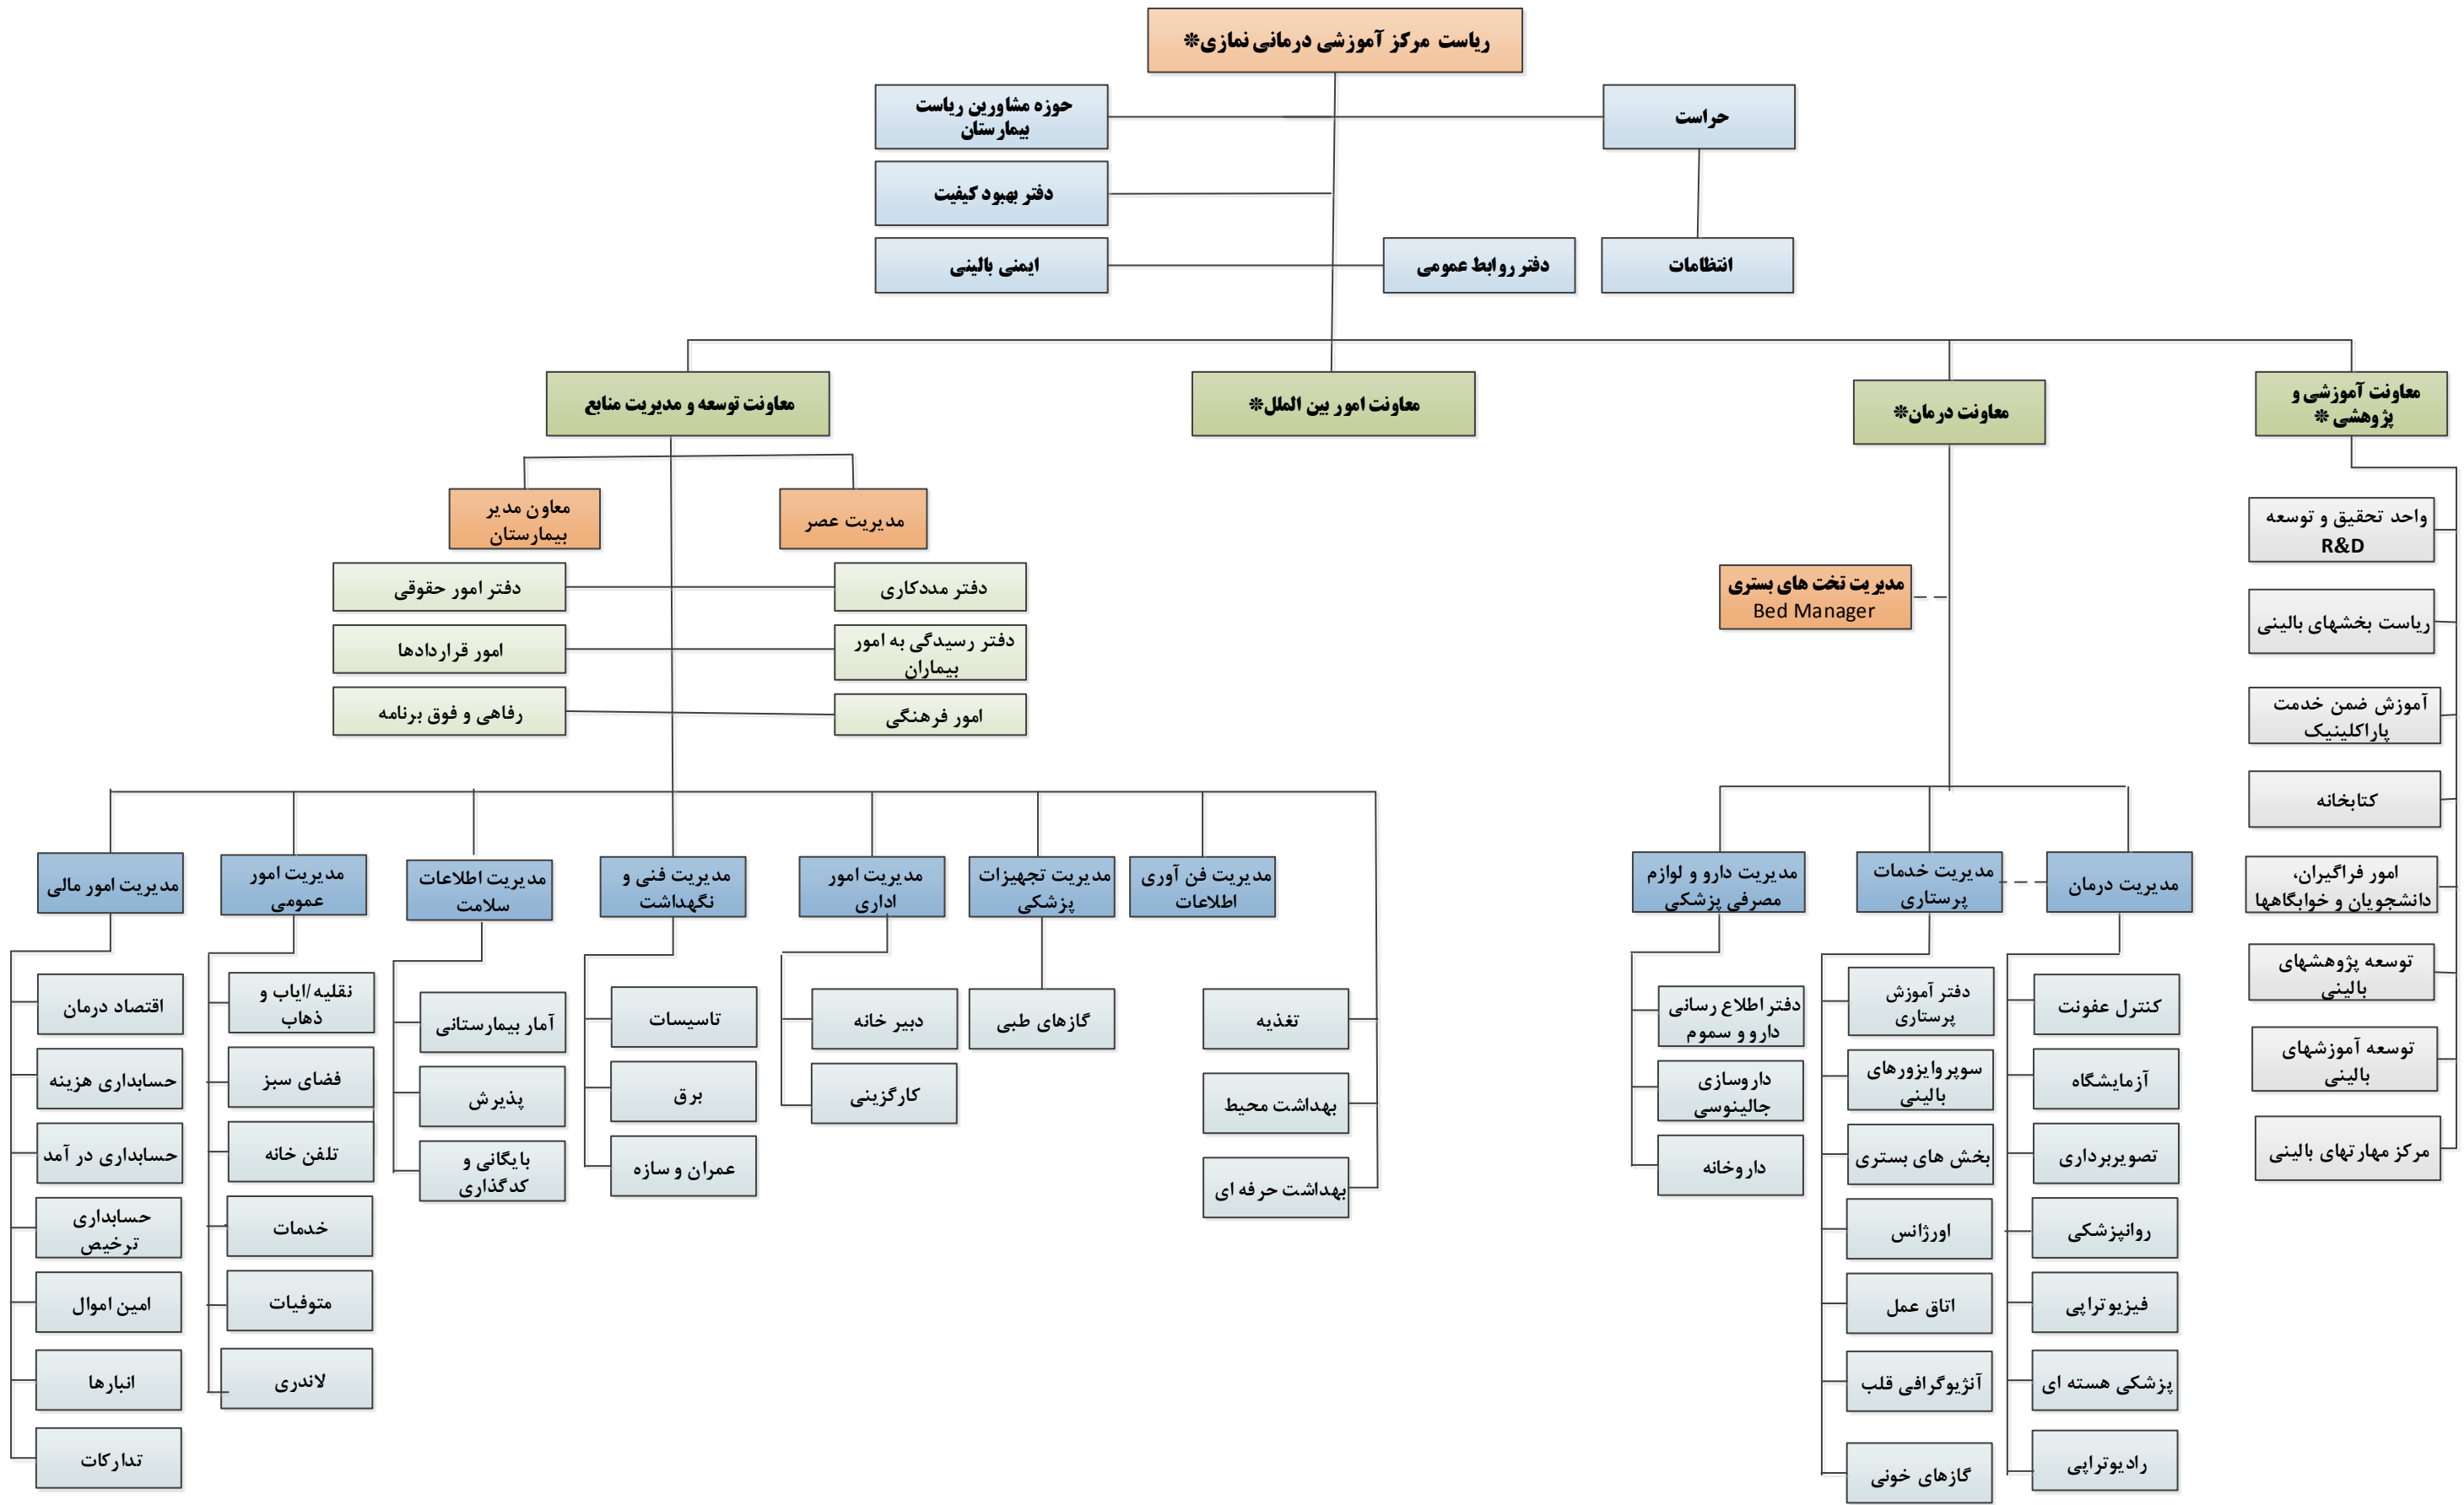 ریاست مرکز آموزشی درمانی نمازی*
حراست
حوزه مشاورین ریاست
بیمارستان
دفتر بهبود کیفیت
انتظامات
دفتر روابط عمومی
ایمنی بالینی
معاونت آموزشی و
پژوهشی *
معاونت درمان*
معاونت امور بین الملل*
معاونت توسعه و مدیریت منابع
واحد تحقیق و توسعه
R&D
ریاست بخشهای بالینی
آموزش ضمن خدمت
پاراکلینیک
کتابخانه
امور فراگیران،
دانشجویان و خوابگاهها
توسعه پژوهشهای
بالینی
توسعه آموزشهای
بالینی
مرکز مهارتهای بالینی
مدیریت تخت های بستری
Bed Manager
مدیریت درمان
کنترل عفونت
آزمایشگاه
تصویربرداری
روانپزشکی
فیزیوتراپی
پزشکی هسته ای
رادیوتراپی
مدیریت خدمات
پرستاری
دفتر آموزش
پرستاری
سوپروایزورهای
بالینی
بخش های بستری
اورژانس
اتاق عمل
آنژیوگرافی قلب
گازهای خونی
مدیریت دارو و لوازم
مصرفی پزشکی
دفتر اطلاع رسانی
دارو و سموم
داروسازی
جالینوسی
داروخانه
مدیریت عصر
معاون مدیر
بیمارستان
دفتر مددکاری
دفتر امور حقوقی
دفتر رسیدگی به امور
بیماران
امور قراردادها
امور فرهنگی
رفاهی و فوق برنامه
تغذیه
بهداشت محیط
بهداشت حرفه ای
مدیریت فن آوری
اطلاعات
مدیریت تجهیزات
پزشکی
گازهای طبی
مدیریت امور
اداری
دبیر خانه
کارگزینی
مدیریت فنی و
نگهداشت
تاسیسات
برق
عمران و سازه
مدیریت اطلاعات
سلامت
آمار بیمارستانی
پذیرش
بایگانی و
کدگذاری
مدیریت امور
عمومی
نقلیه/ایاب و
ذهاب
فضای سبز
تلفن خانه
خدمات
متوفیات
لاندری
مدیریت امور مالی
اقتصاد درمان
حسابداری هزینه
حسابداری در آمد
حسابداری
ترخیص
امین اموال
انبارها
تدارکات